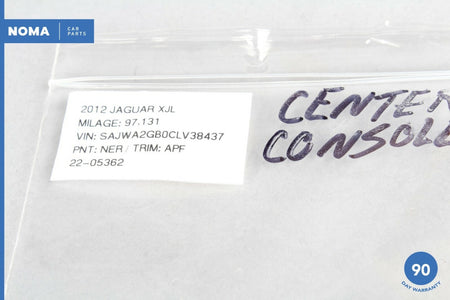 NOMA CAR PARTS
2012 JAGUAR XJL
MILAGE: 97,131
VIN: SAJWA2GB0CLV38437
PNT: NER / TRIM: APF
22-05362
CENTER
CONSOLE
90
DAY WARRANTY